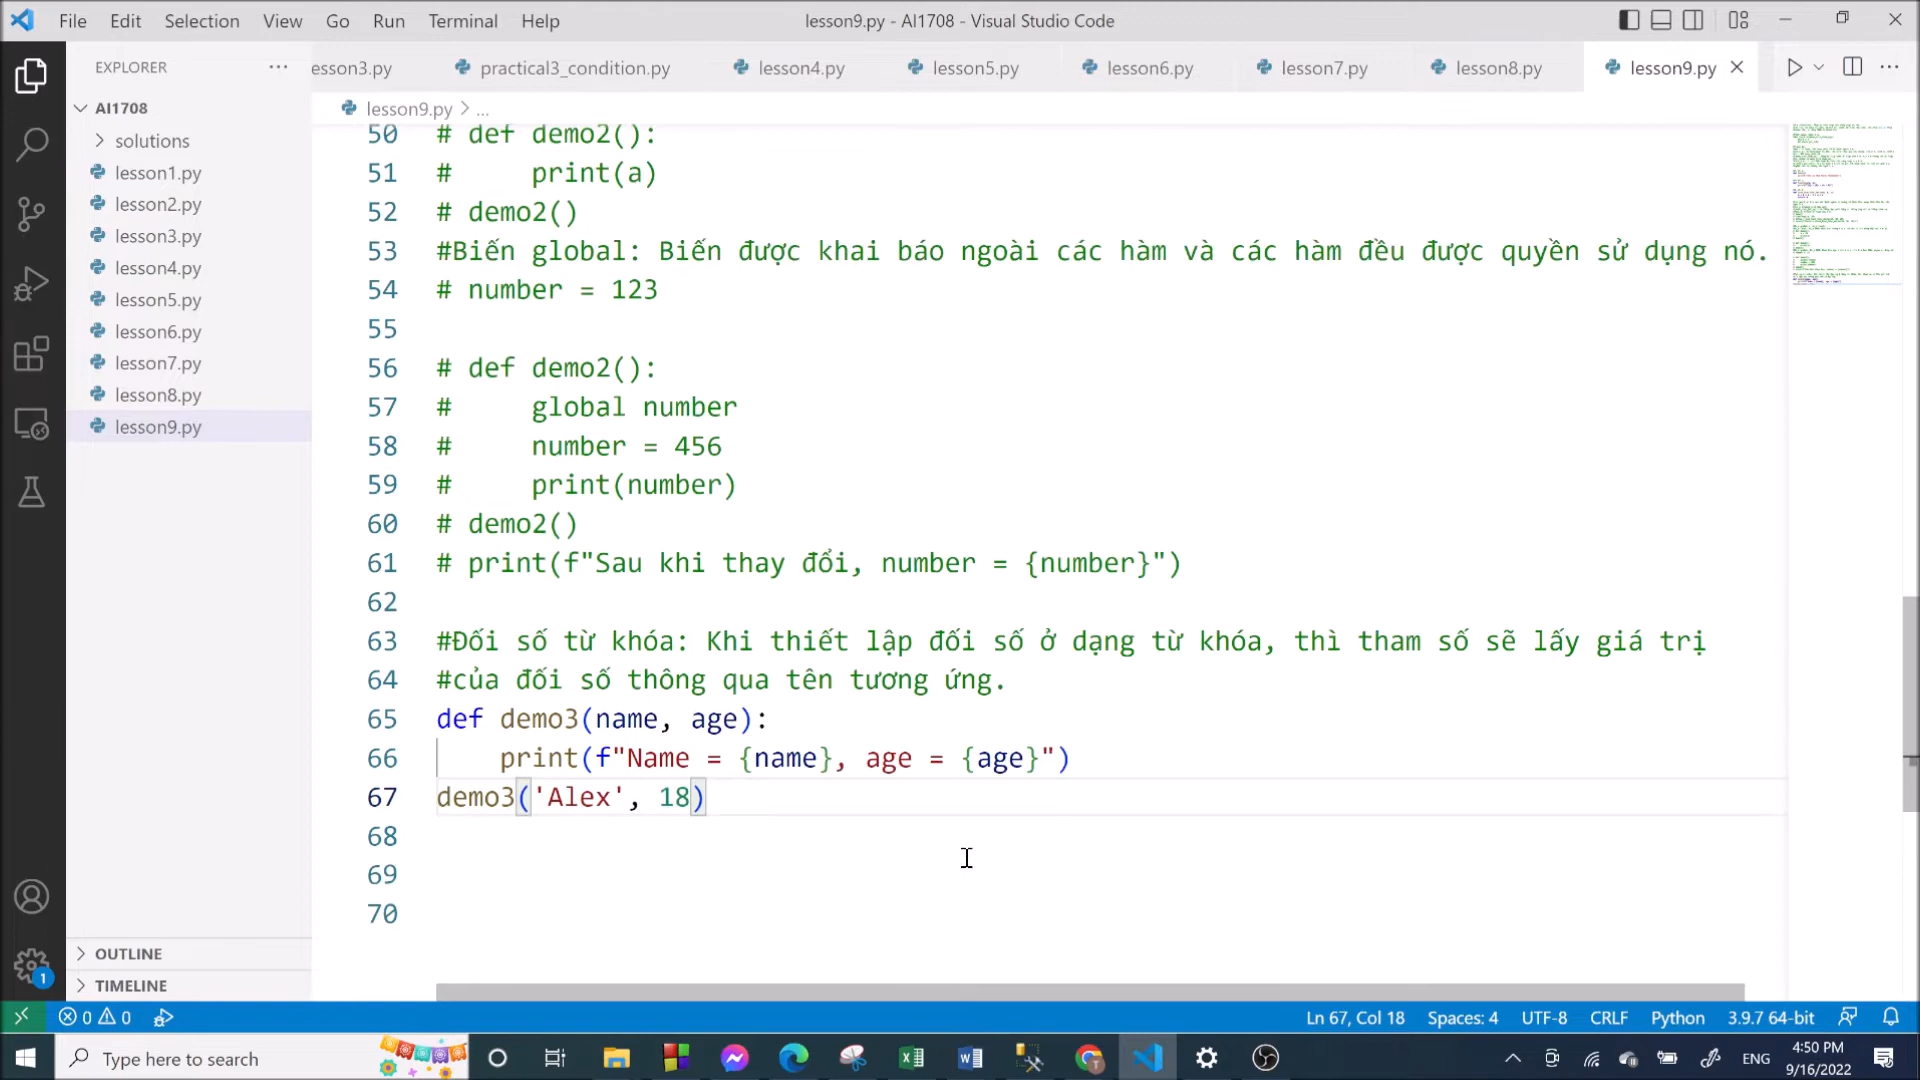 File Edit Selection View Go Run Terminal Help
lesson9.py - AI1708 - Visual Studio Code
EXPLORER
esson3.py practical3_condition.py lesson4.py lesson5.py lesson6.py lesson7.py lesson8.py lesson9.py
AI1708
lesson9.py > ...
solutions
lesson1.py
lesson2.py
lesson3.py
lesson4.py
lesson5.py
lesson6.py
lesson7.py
lesson8.py
lesson9.py
50 # def demo2():
51 #     print(a)
52 # demo2()
53 #Biến global: Biến được khai báo ngoài các hàm và các hàm đều được quyền sử dụng nó.
54 # number = 123
55
56 # def demo2():
57 #     global number
58 #     number = 456
59 #     print(number)
60 # demo2()
61 # print(f"Sau khi thay đổi, number = {number}")
62
63 #Đối số từ khóa: Khi thiết lập đối số ở dạng từ khóa, thì tham số sẽ lấy giá trị
64 #của đối số thông qua tên tương ứng.
65 def demo3(name, age):
66     print(f"Name = {name}, age = {age}")
67 demo3('Alex', 18)
68
69
70
OUTLINE
TIMELINE
1
0 0
Ln 67, Col 18 Spaces: 4 UTF-8 CRLF Python 3.9.7 64-bit
Type here to search
ENG
4:50 PM
9/16/2022